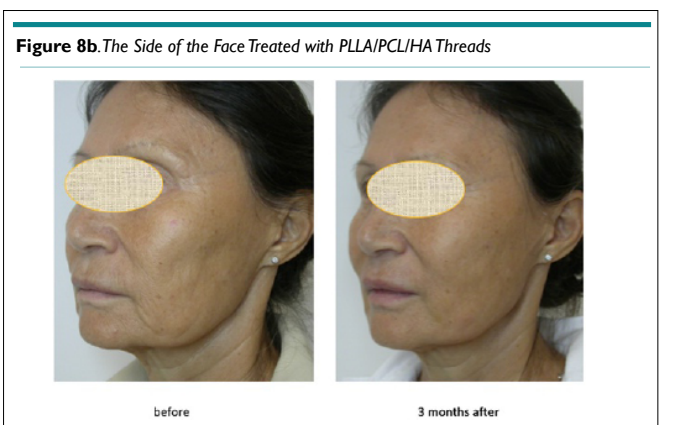 Figure 8b. The Side of the Face Treated with PLLA/PCL/HA Threads
before
3 months after